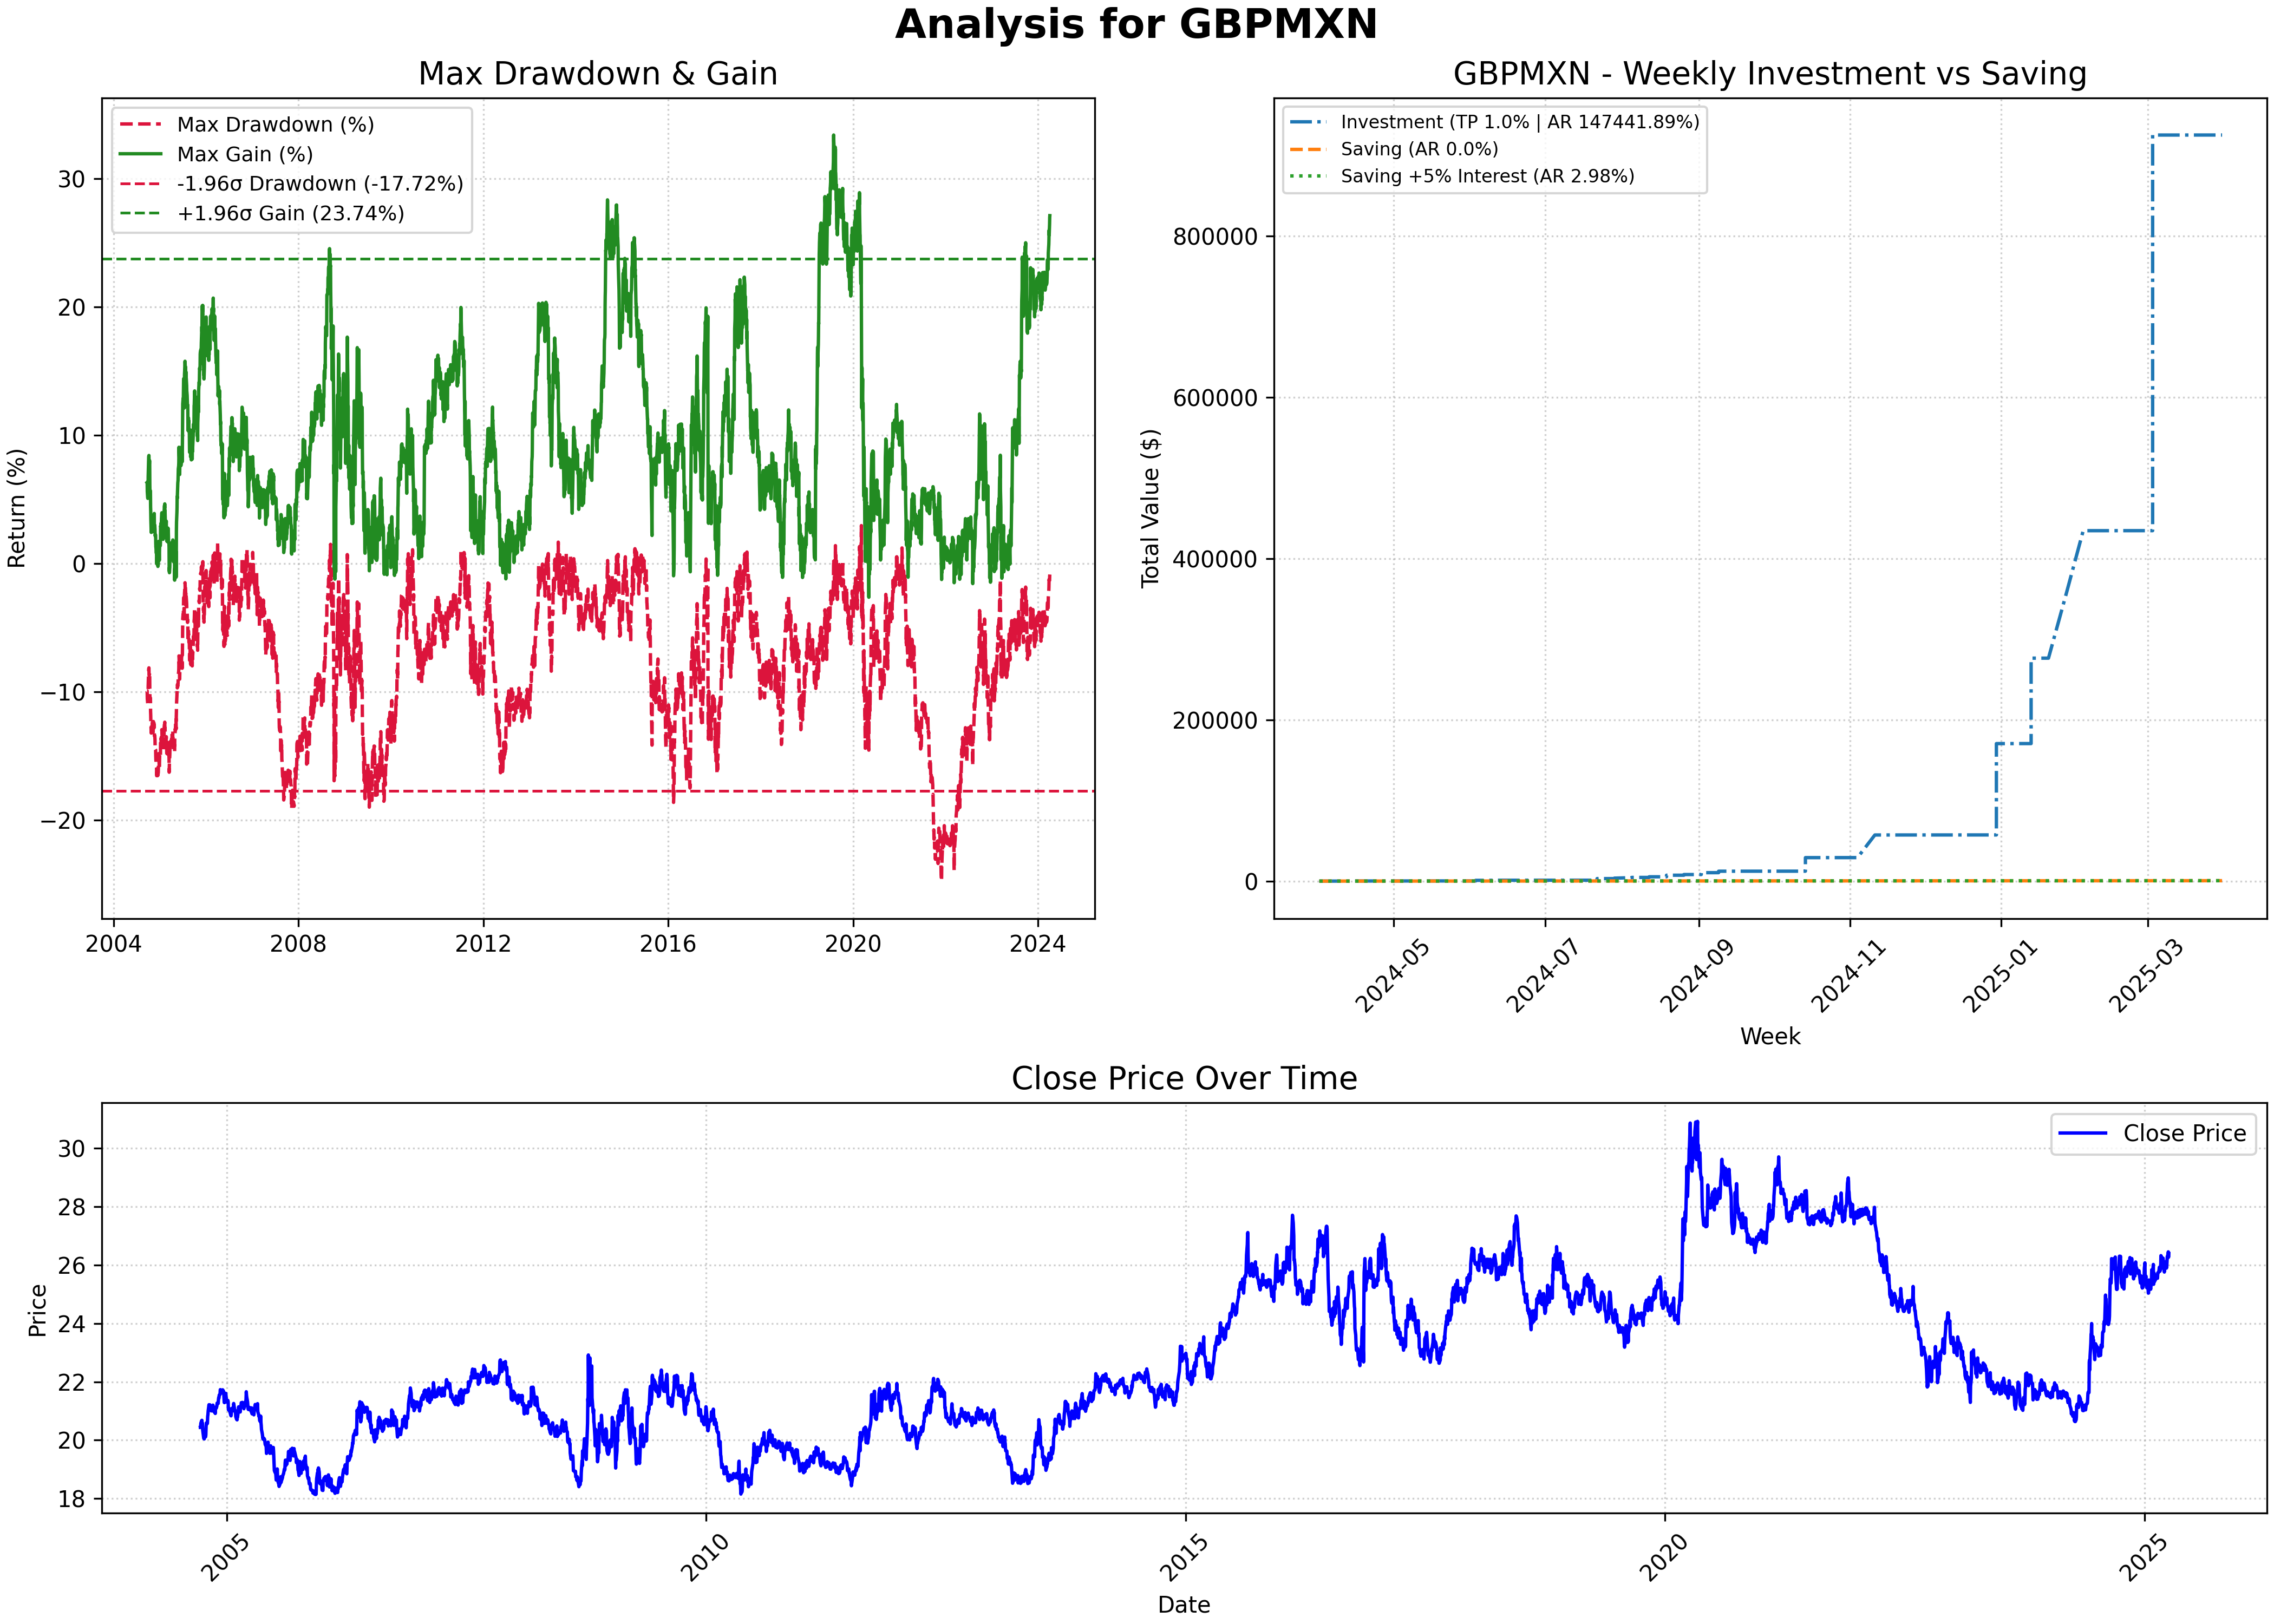 Analysis for GBPMXN
Max Drawdown & Gain
Max Drawdown (%)
Max Gain (%)
-1.96σ Drawdown (-17.72%)
+1.96σ Gain (23.74%)
Return (%)
30
20
10
0
−10
−20
2004
2008
2012
2016
2020
2024
GBPMXN - Weekly Investment vs Saving
Investment (TP 1.0% | AR 147441.89%)
Saving (AR 0.0%)
Saving +5% Interest (AR 2.98%)
Total Value ($)
800000
600000
400000
200000
0
2024-05
2024-07
2024-09
2024-11
2025-01
2025-03
Week
Close Price Over Time
Close Price
Price
30
28
26
24
22
20
18
2005
2010
2015
2020
2025
Date